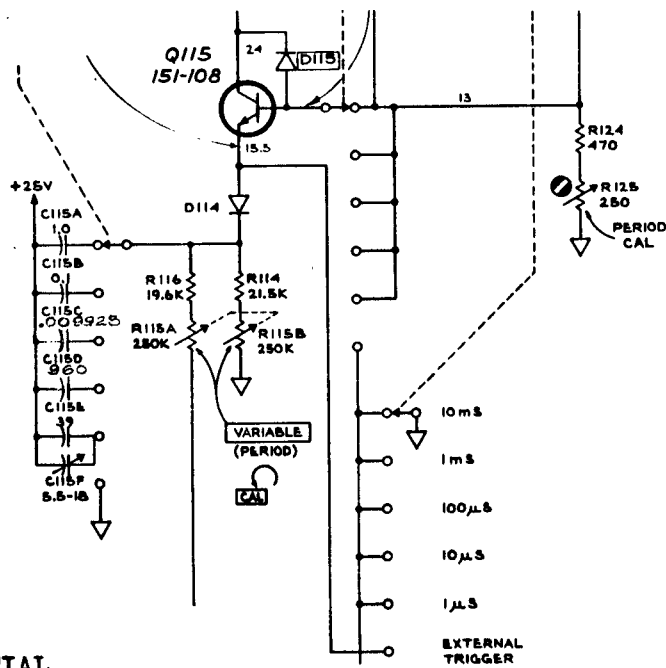 Q115
151-108
24
D115
13
15.5
R124
470
R125
250
PERIOD
CAL
+25V
D114
C115A
1.0
C115B
0.1
C115C
.009925
C115D
960
C115E
39
C115F
5.5-18
R116
19.6K
R114
21.5K
R115A
250K
R115B
250K
VARIABLE
(PERIOD)
CAL
10mS
1mS
100μS
10μS
1μS
EXTERNAL
TRIGGER